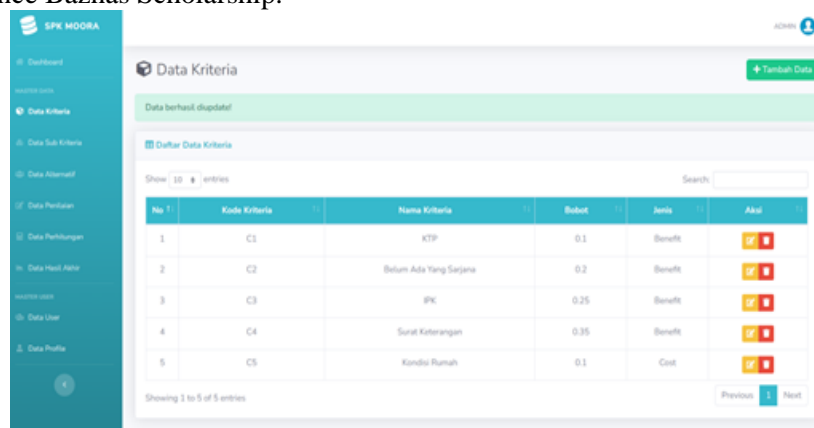 nce Baznas Scholarship.
SPK MOORA
ADMIN
Dashboard
Data Kriteria
+ Tambah Data
MASTER DATA
Data Kriteria
Data berhasil diupdate!
Data Sub Kriteria
Daftar Data Kriteria
Data Alternatif
Show 10 entries
Search:
Data Penilaian
No Kode Kriteria Nama Kriteria Bobot Jenis Aksi
Data Perhitungan
1 C1 KTP 0.1 Benefit
Data Hasil Akhir
2 C2 Belum Ada Yang Sarjana 0.2 Benefit
MASTER USER
3 C3 IPK 0.25 Benefit
Data User
4 C4 Surat Keterangan 0.35 Benefit
Data Profile
5 C5 Kondisi Rumah 0.1 Cost
Showing 1 to 5 of 5 entries
Previous 1 Next